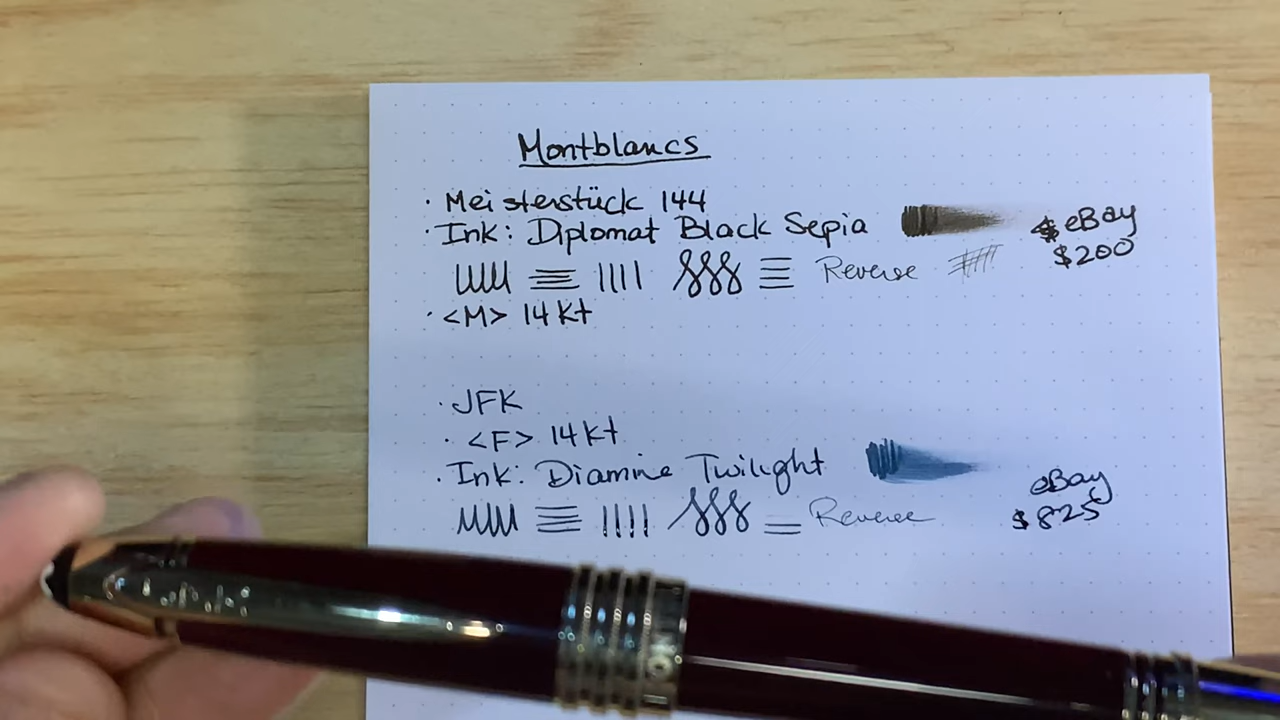 Montblancs
· Meisterstück 144
· Ink: Diplomat Black Sepia
$ eBay
$200
Reverse
· <M> 14 Kt
· JFK
· <F> 14 Kt
· Ink: Diamine Twilight
eBay
$825
Reverse